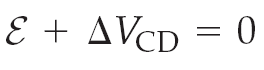 ℰ + ΔV_CD = 0